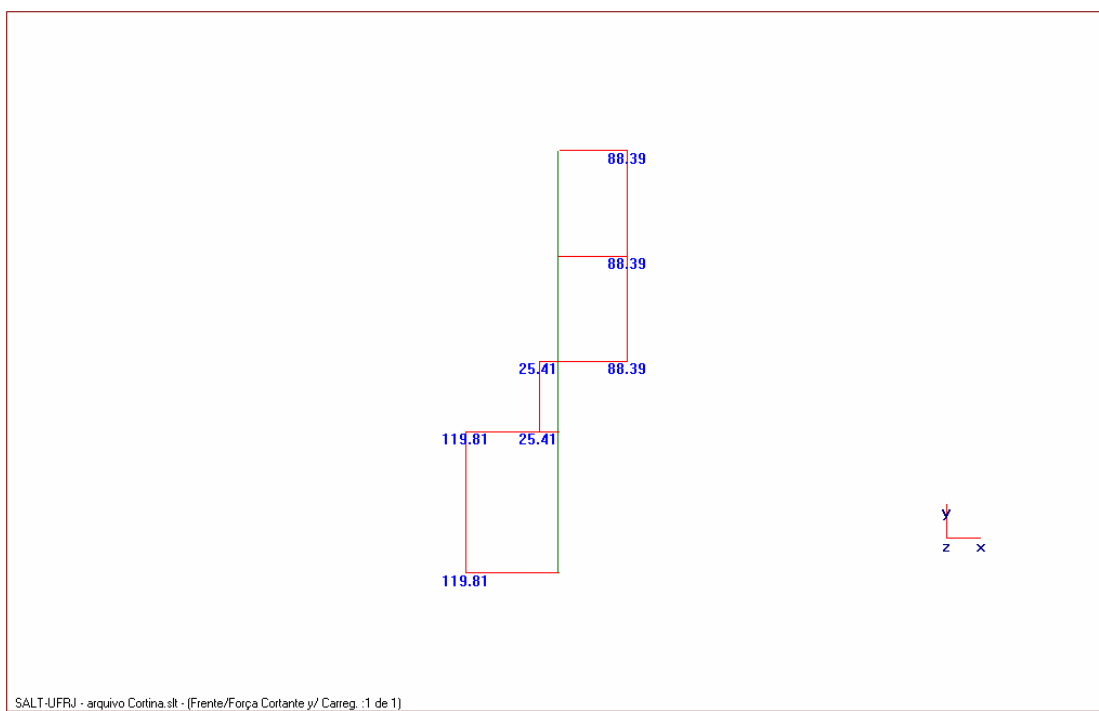 88.39
88.39
25.41 88.39
119.81 25.41
y
z x
119.81
SALT-UFRJ - arquivo Cortina.slt - (Frente/Força Cortante y/ Carreg. :1 de 1)